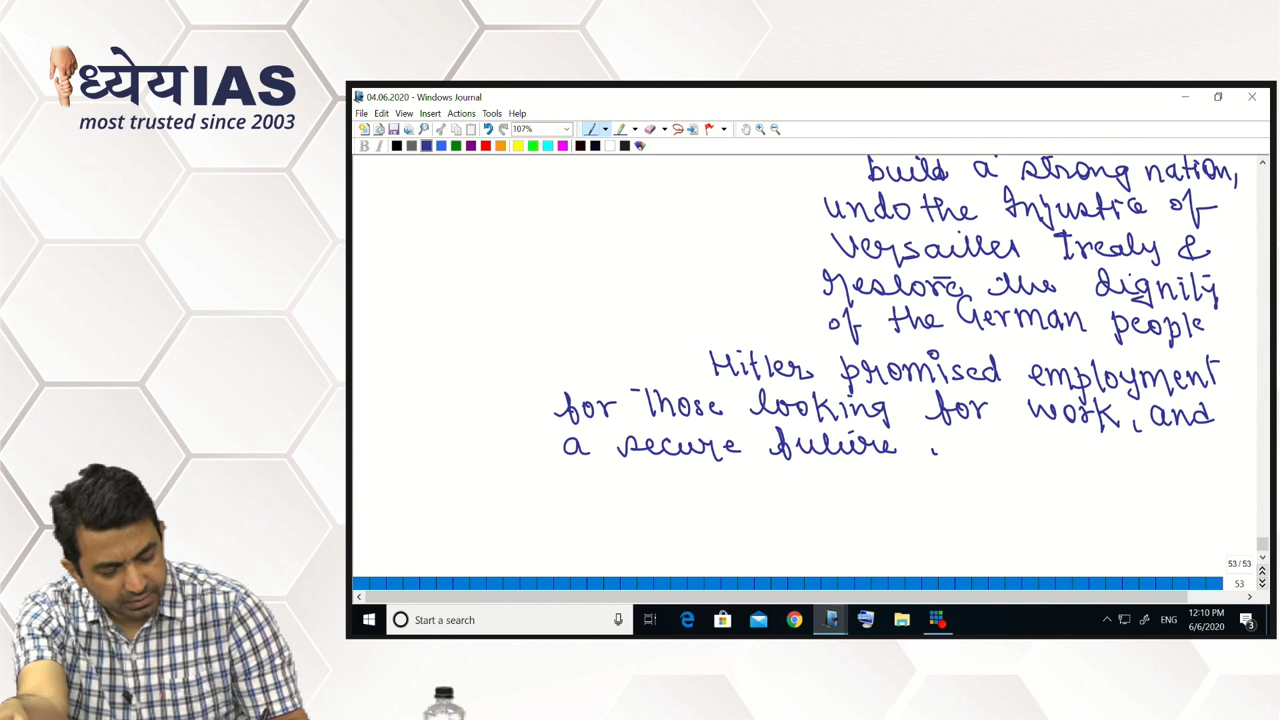 ध्येय IAS
most trusted since 2003
04.06.2020 - Windows Journal
File Edit View Insert Actions Tools Help
107%
B I
build a strong nation,
undo the Injustice of
Versailles Treaty &
restore the dignity
of the German people
Hitler promised employment
for those looking for work, and
a secure future
53 / 53
53
Start a search
ENG
12:10 PM
6/6/2020
3